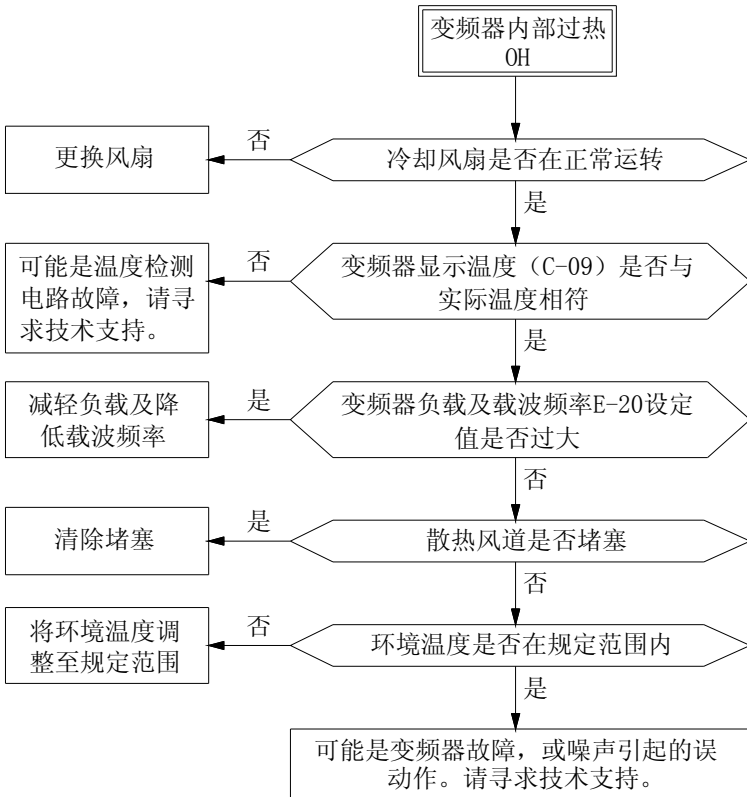 变频器内部过热
OH
否
更换风扇
冷却风扇是否在正常运转
是
可能是温度检测
电路故障，请寻
求技术支持。
否
变频器显示温度（C-09）是否与
实际温度相符
是
减轻负载及降
低载波频率
是
变频器负载及载波频率E-20设定
值是否过大
否
清除堵塞
是
散热风道是否堵塞
否
将环境温度调
整至规定范围
否
环境温度是否在规定范围内
是
可能是变频器故障，或噪声引起的误
动作。请寻求技术支持。